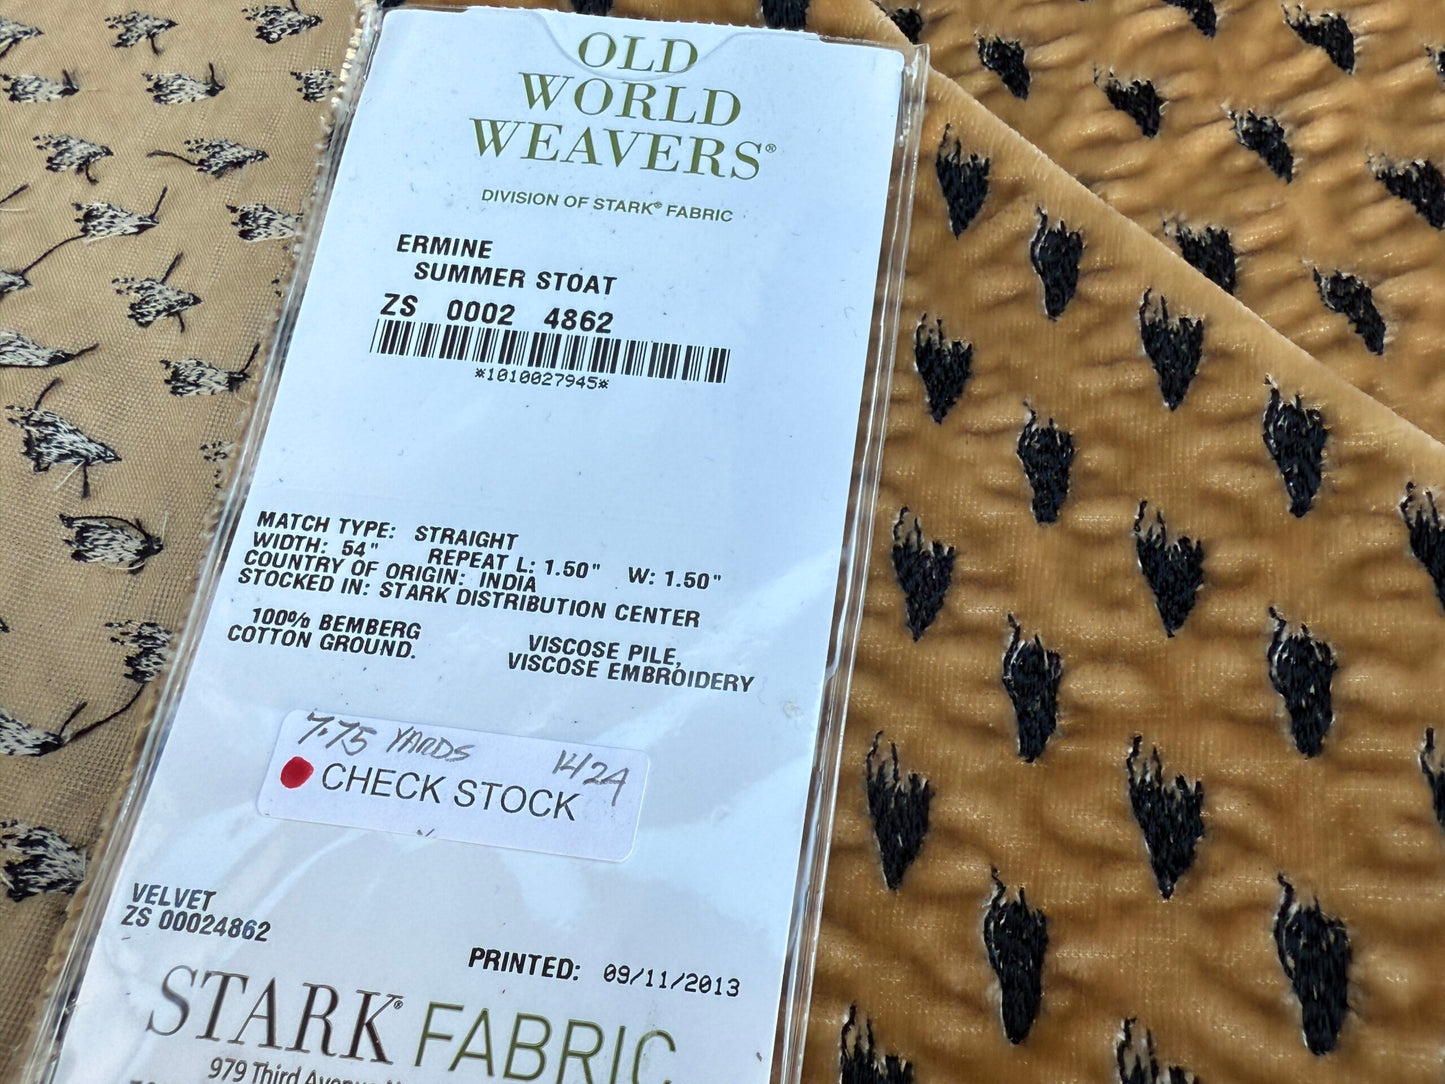 OLD
WORLD
WEAVERS®
DIVISION OF STARK® FABRIC
ERMINE
SUMMER STOAT
ZS 0002 4862
*1010027945*
MATCH TYPE: STRAIGHT
WIDTH: 54" REPEAT L: 1.50" W: 1.50"
COUNTRY OF ORIGIN: INDIA
STOCKED IN: STARK DISTRIBUTION CENTER
100% BEMBERG VISCOSE PILE,
COTTON GROUND. VISCOSE EMBROIDERY
7.75 YARDS
CHECK STOCK
VELVET
ZS 00024862
PRINTED: 09/11/2013
STARK® FABRIC
979 Third Avenue